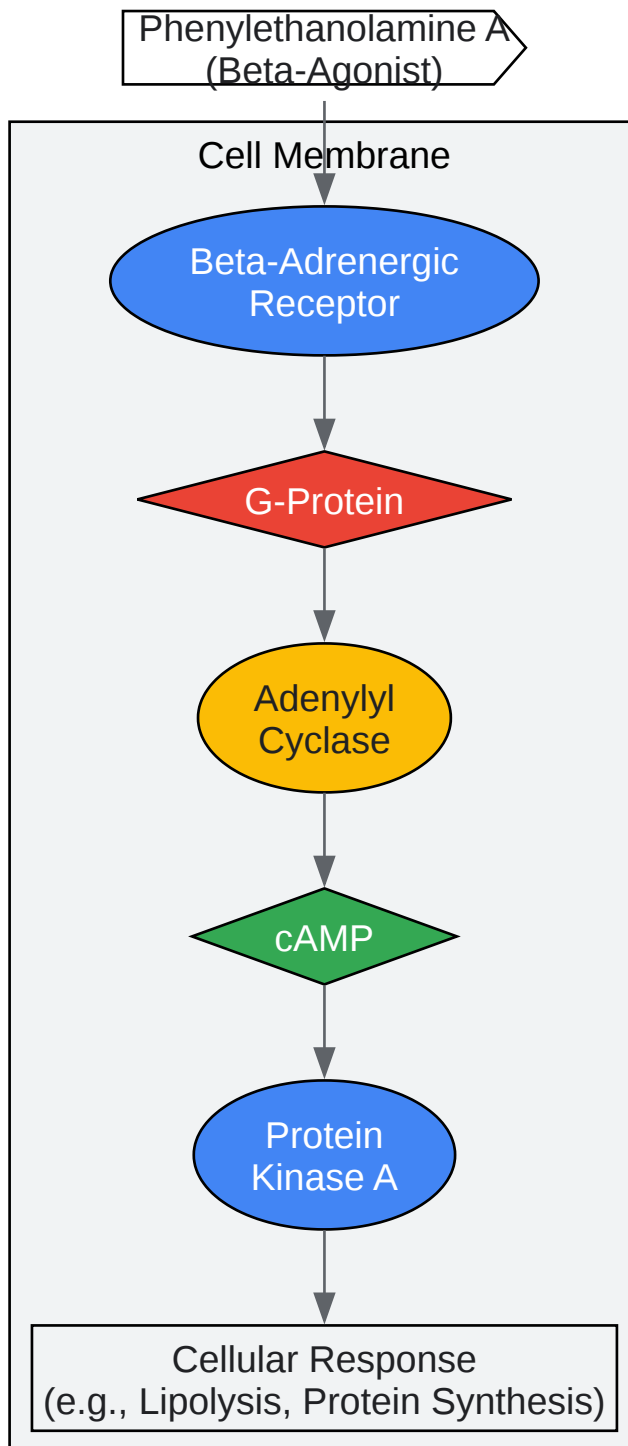 Phenylethanolamine A
(Beta-Agonist)
Cell Membrane
Beta-Adrenergic
Receptor
G-Protein
Adenylyl
Cyclase
cAMP
Protein
Kinase A
Cellular Response
(e.g., Lipolysis, Protein Synthesis)